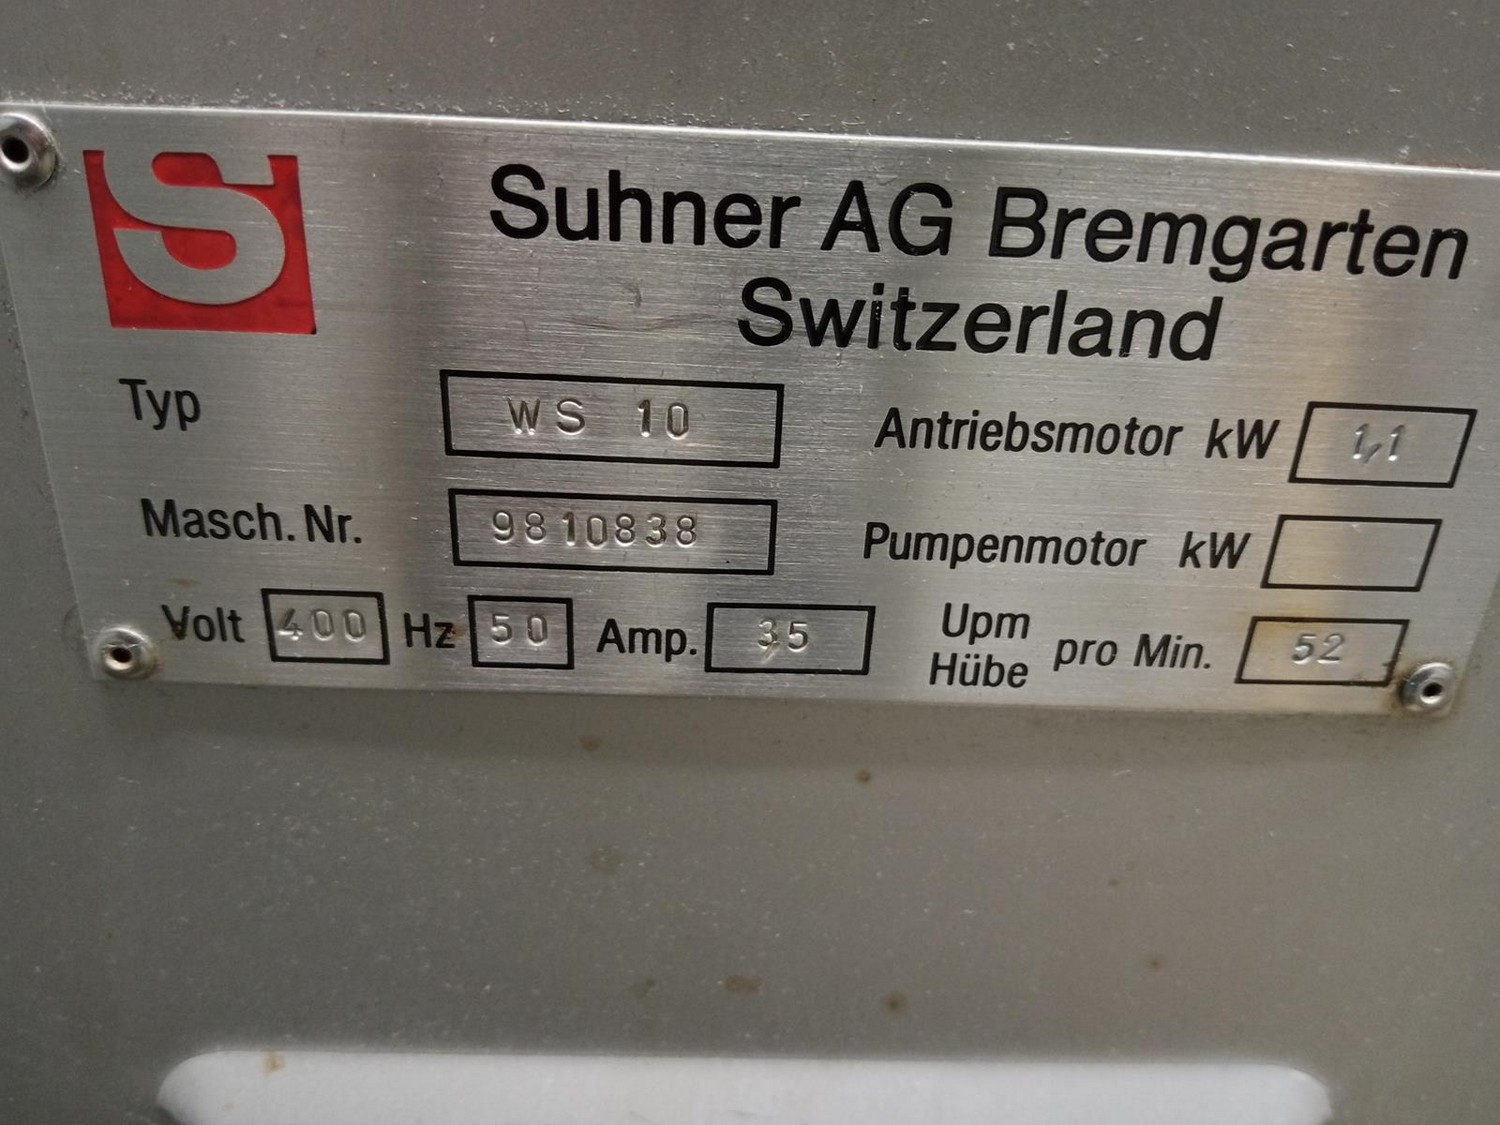 S
Suhner AG Bremgarten
Switzerland
Typ WS 10 Antriebsmotor kW 1,1
Masch. Nr. 9810838 Pumpenmotor kW
Volt 400 Hz 50 Amp. 3,5 Upm
Hübe pro Min. 52